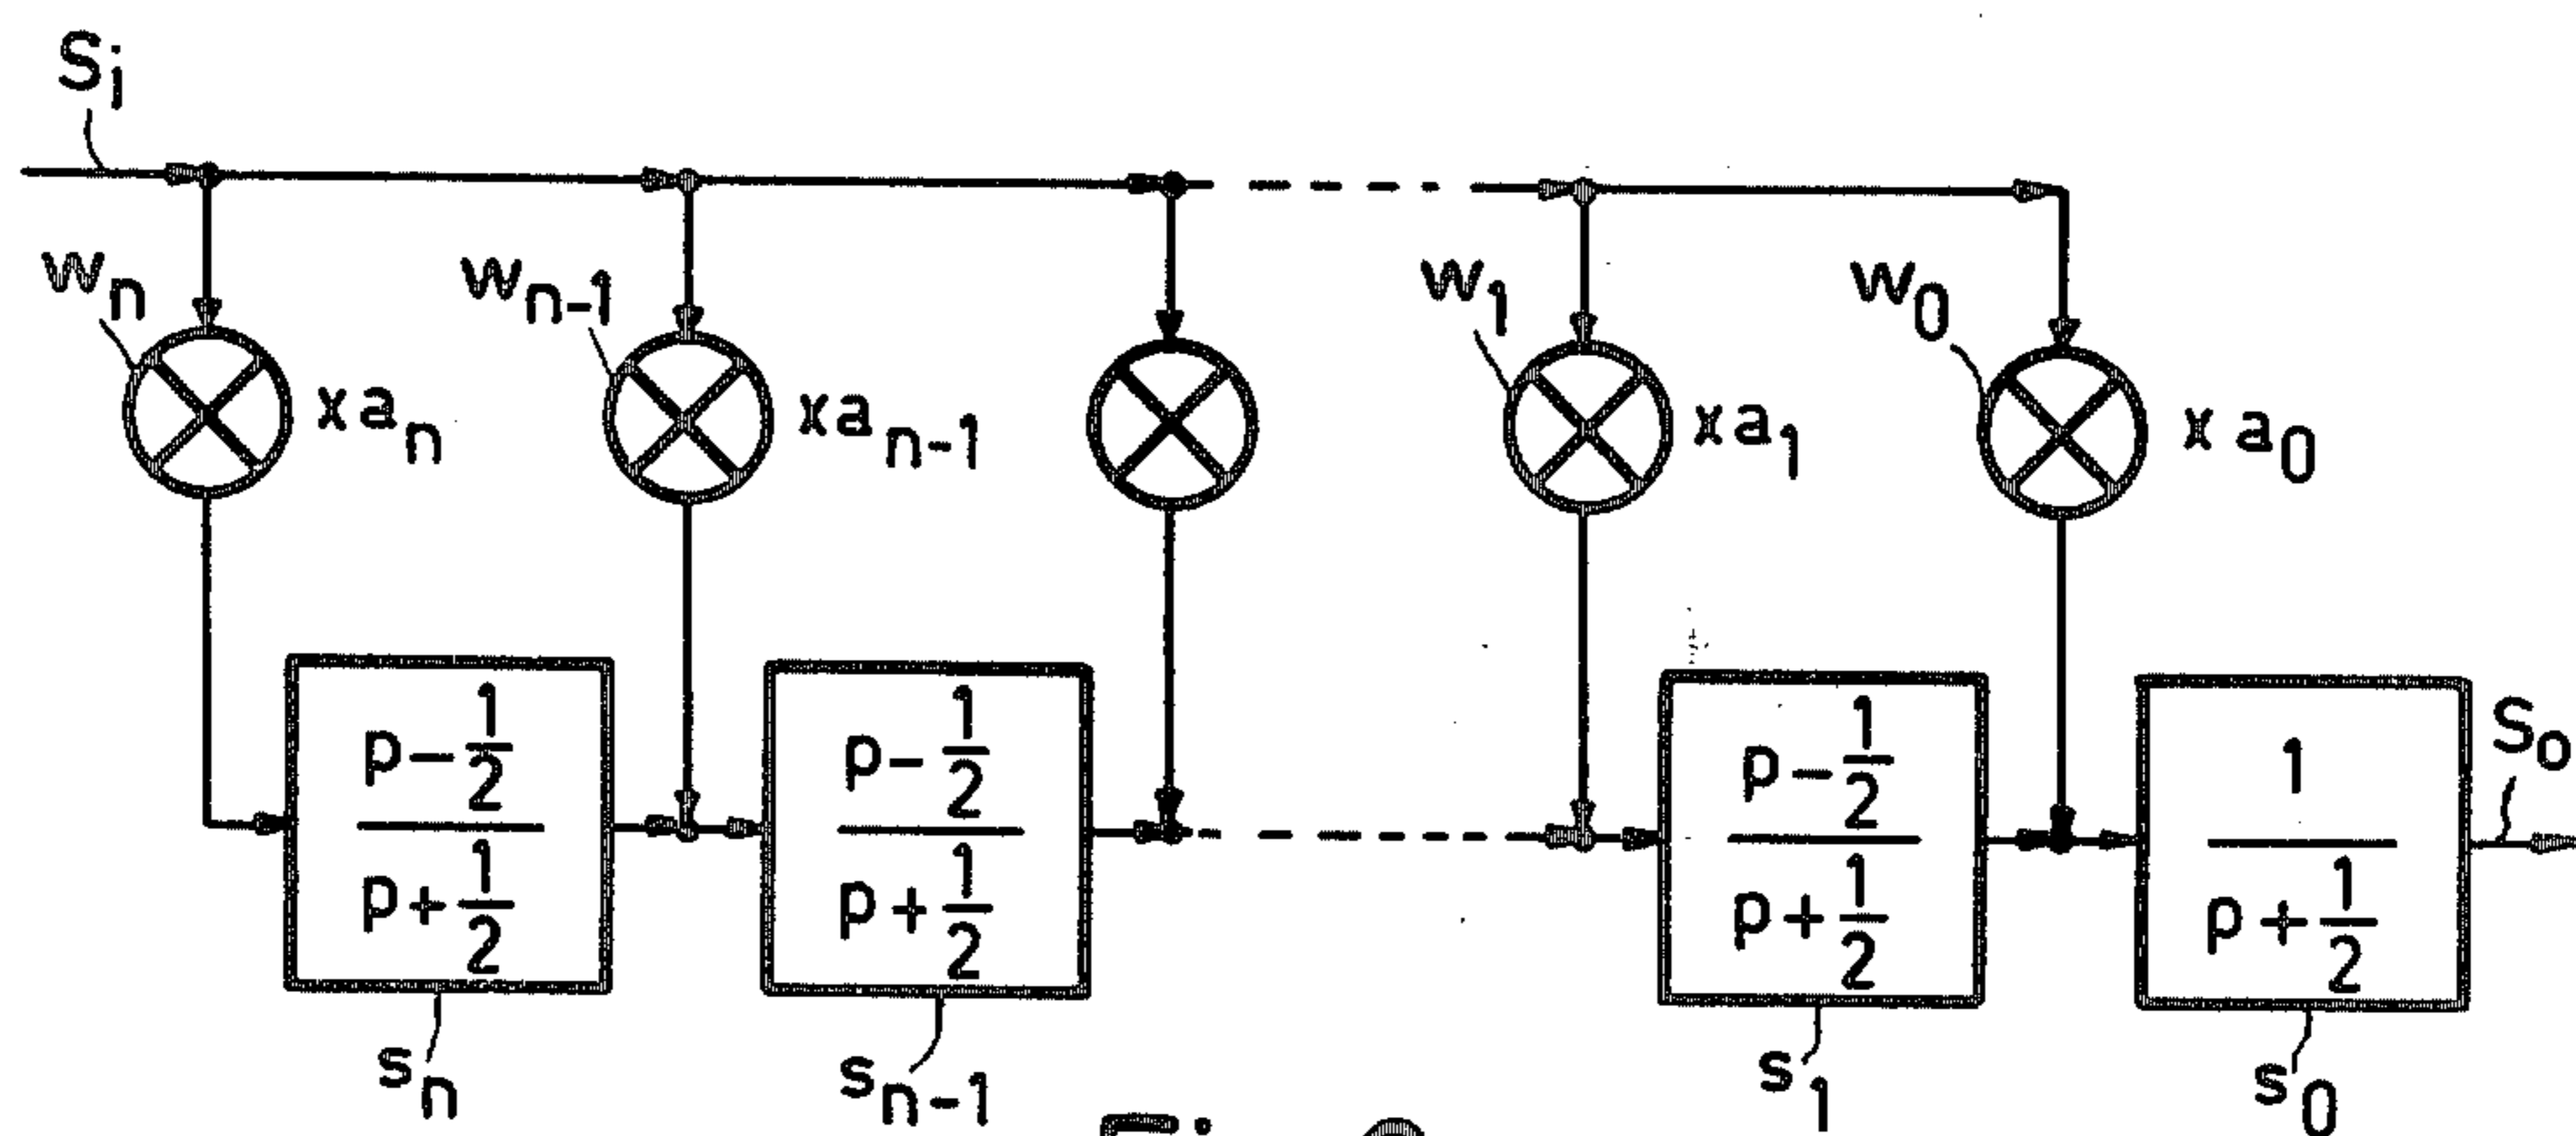 Si
wn
wn-1
w1
w0
xan
xan-1
xa1
x a0
p-1/2
p+1/2
p-1/2
p+1/2
p-1/2
p+1/2
1
p+1/2
So
sn
sn-1
s1
s0